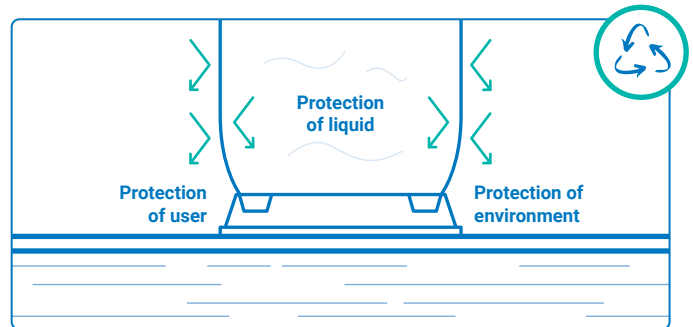 Protection
of liquid
Protection
of user
Protection of
environment